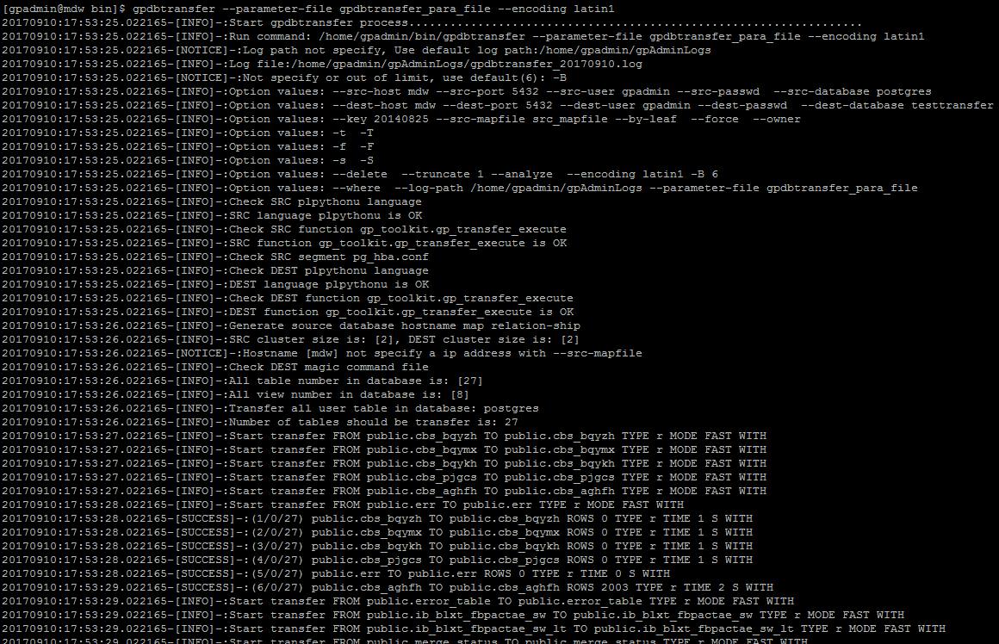 [gpadmin@mdw bin]$ gpdbtransfer --parameter-file gpdbtransfer_para_file --encoding latin1
20170910:17:53:25.022165-[INFO]-:Start gpdbtransfer process..................................................................
20170910:17:53:25.022165-[INFO]-:Run command: /home/gpadmin/bin/gpdbtransfer --parameter-file gpdbtransfer_para_file --encoding latin1
20170910:17:53:25.022165-[NOTICE]-:Log path not specify, Use default log path:/home/gpadmin/gpAdminLogs
20170910:17:53:25.022165-[INFO]-:Log file:/home/gpadmin/gpAdminLogs/gpdbtransfer_20170910.log
20170910:17:53:25.022165-[NOTICE]-:Not specify or out of limit, use default(6): -B
20170910:17:53:25.022165-[INFO]-:Option values: --src-host mdw --src-port 5432 --src-user gpadmin --src-passwd  --src-database postgres
20170910:17:53:25.022165-[INFO]-:Option values: --dest-host mdw --dest-port 5432 --dest-user gpadmin --dest-passwd  --dest-database testtransfer
20170910:17:53:25.022165-[INFO]-:Option values: --key 20140825 --src-mapfile src_mapfile --by-leaf  --force  --owner
20170910:17:53:25.022165-[INFO]-:Option values: -t  -T
20170910:17:53:25.022165-[INFO]-:Option values: -f  -F
20170910:17:53:25.022165-[INFO]-:Option values: -s  -S
20170910:17:53:25.022165-[INFO]-:Option values: --delete  --truncate 1 --analyze  --encoding latin1 -B 6
20170910:17:53:25.022165-[INFO]-:Option values: --where  --log-path /home/gpadmin/gpAdminLogs --parameter-file gpdbtransfer_para_file
20170910:17:53:25.022165-[INFO]-:Check SRC plpythonu language
20170910:17:53:25.022165-[INFO]-:SRC language plpythonu is OK
20170910:17:53:25.022165-[INFO]-:Check SRC function gp_toolkit.gp_transfer_execute
20170910:17:53:25.022165-[INFO]-:SRC function gp_toolkit.gp_transfer_execute is OK
20170910:17:53:25.022165-[INFO]-:Check SRC segment pg_hba.conf
20170910:17:53:25.022165-[INFO]-:Check DEST plpythonu language
20170910:17:53:25.022165-[INFO]-:DEST language plpythonu is OK
20170910:17:53:25.022165-[INFO]-:Check DEST function gp_toolkit.gp_transfer_execute
20170910:17:53:25.022165-[INFO]-:DEST function gp_toolkit.gp_transfer_execute is OK
20170910:17:53:26.022165-[INFO]-:Generate source database hostname map relation-ship
20170910:17:53:26.022165-[INFO]-:SRC cluster size is: [2], DEST cluster size is: [2]
20170910:17:53:26.022165-[NOTICE]-:Hostname [mdw] not specify a ip address with --src-mapfile
20170910:17:53:26.022165-[INFO]-:Check DEST magic command file
20170910:17:53:26.022165-[INFO]-:All table number in database is: [27]
20170910:17:53:26.022165-[INFO]-:All view number in database is: [8]
20170910:17:53:26.022165-[INFO]-:Transfer all user table in database: postgres
20170910:17:53:26.022165-[INFO]-:Number of tables should be transfer is: 27
20170910:17:53:27.022165-[INFO]-:Start transfer FROM public.cbs_bqyzh TO public.cbs_bqyzh TYPE r MODE FAST WITH
20170910:17:53:27.022165-[INFO]-:Start transfer FROM public.cbs_bqymx TO public.cbs_bqymx TYPE r MODE FAST WITH
20170910:17:53:27.022165-[INFO]-:Start transfer FROM public.cbs_bqykh TO public.cbs_bqykh TYPE r MODE FAST WITH
20170910:17:53:27.022165-[INFO]-:Start transfer FROM public.cbs_pjgcs TO public.cbs_pjgcs TYPE r MODE FAST WITH
20170910:17:53:27.022165-[INFO]-:Start transfer FROM public.cbs_aghfh TO public.cbs_aghfh TYPE r MODE FAST WITH
20170910:17:53:28.022165-[INFO]-:Start transfer FROM public.err TO public.err TYPE r MODE FAST WITH
20170910:17:53:28.022165-[SUCCESS]-:(1/0/27) public.cbs_bqyzh TO public.cbs_bqyzh ROWS 0 TYPE r TIME 1 S WITH
20170910:17:53:28.022165-[SUCCESS]-:(2/0/27) public.cbs_bqymx TO public.cbs_bqymx ROWS 0 TYPE r TIME 1 S WITH
20170910:17:53:28.022165-[SUCCESS]-:(3/0/27) public.cbs_bqykh TO public.cbs_bqykh ROWS 0 TYPE r TIME 1 S WITH
20170910:17:53:28.022165-[SUCCESS]-:(4/0/27) public.cbs_pjgcs TO public.cbs_pjgcs ROWS 0 TYPE r TIME 1 S WITH
20170910:17:53:28.022165-[SUCCESS]-:(5/0/27) public.err TO public.err ROWS 0 TYPE r TIME 0 S WITH
20170910:17:53:29.022165-[SUCCESS]-:(6/0/27) public.cbs_aghfh TO public.cbs_aghfh ROWS 2003 TYPE r TIME 2 S WITH
20170910:17:53:29.022165-[INFO]-:Start transfer FROM public.error_table TO public.error_table TYPE r MODE FAST WITH
20170910:17:53:29.022165-[INFO]-:Start transfer FROM public.ib_blxt_fbpactae_sw TO public.ib_blxt_fbpactae_sw TYPE r MODE FAST WITH
20170910:17:53:29.022165-[INFO]-:Start transfer FROM public.ib_blxt_fbpactae_sw_lt TO public.ib_blxt_fbpactae_sw_lt TYPE r MODE FAST WITH
20170910:17:53:29.022165-[INFO]-:Start transfer FROM public.merge_status TO public.merge_status TYPE r MODE FAST WITH